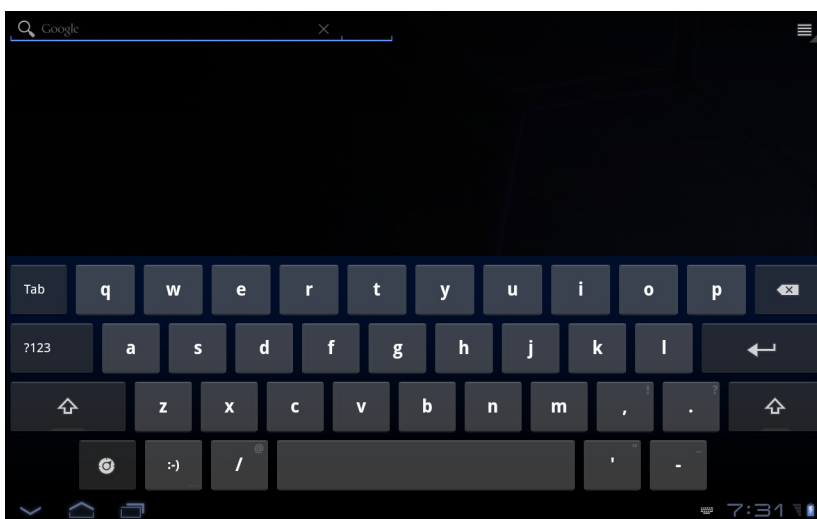 Google
Tab q w e r t y u i o p
?123 a s d f g h j k l
! ?
z x c v b n m , .
@ " _
:-) / ' -
7:31